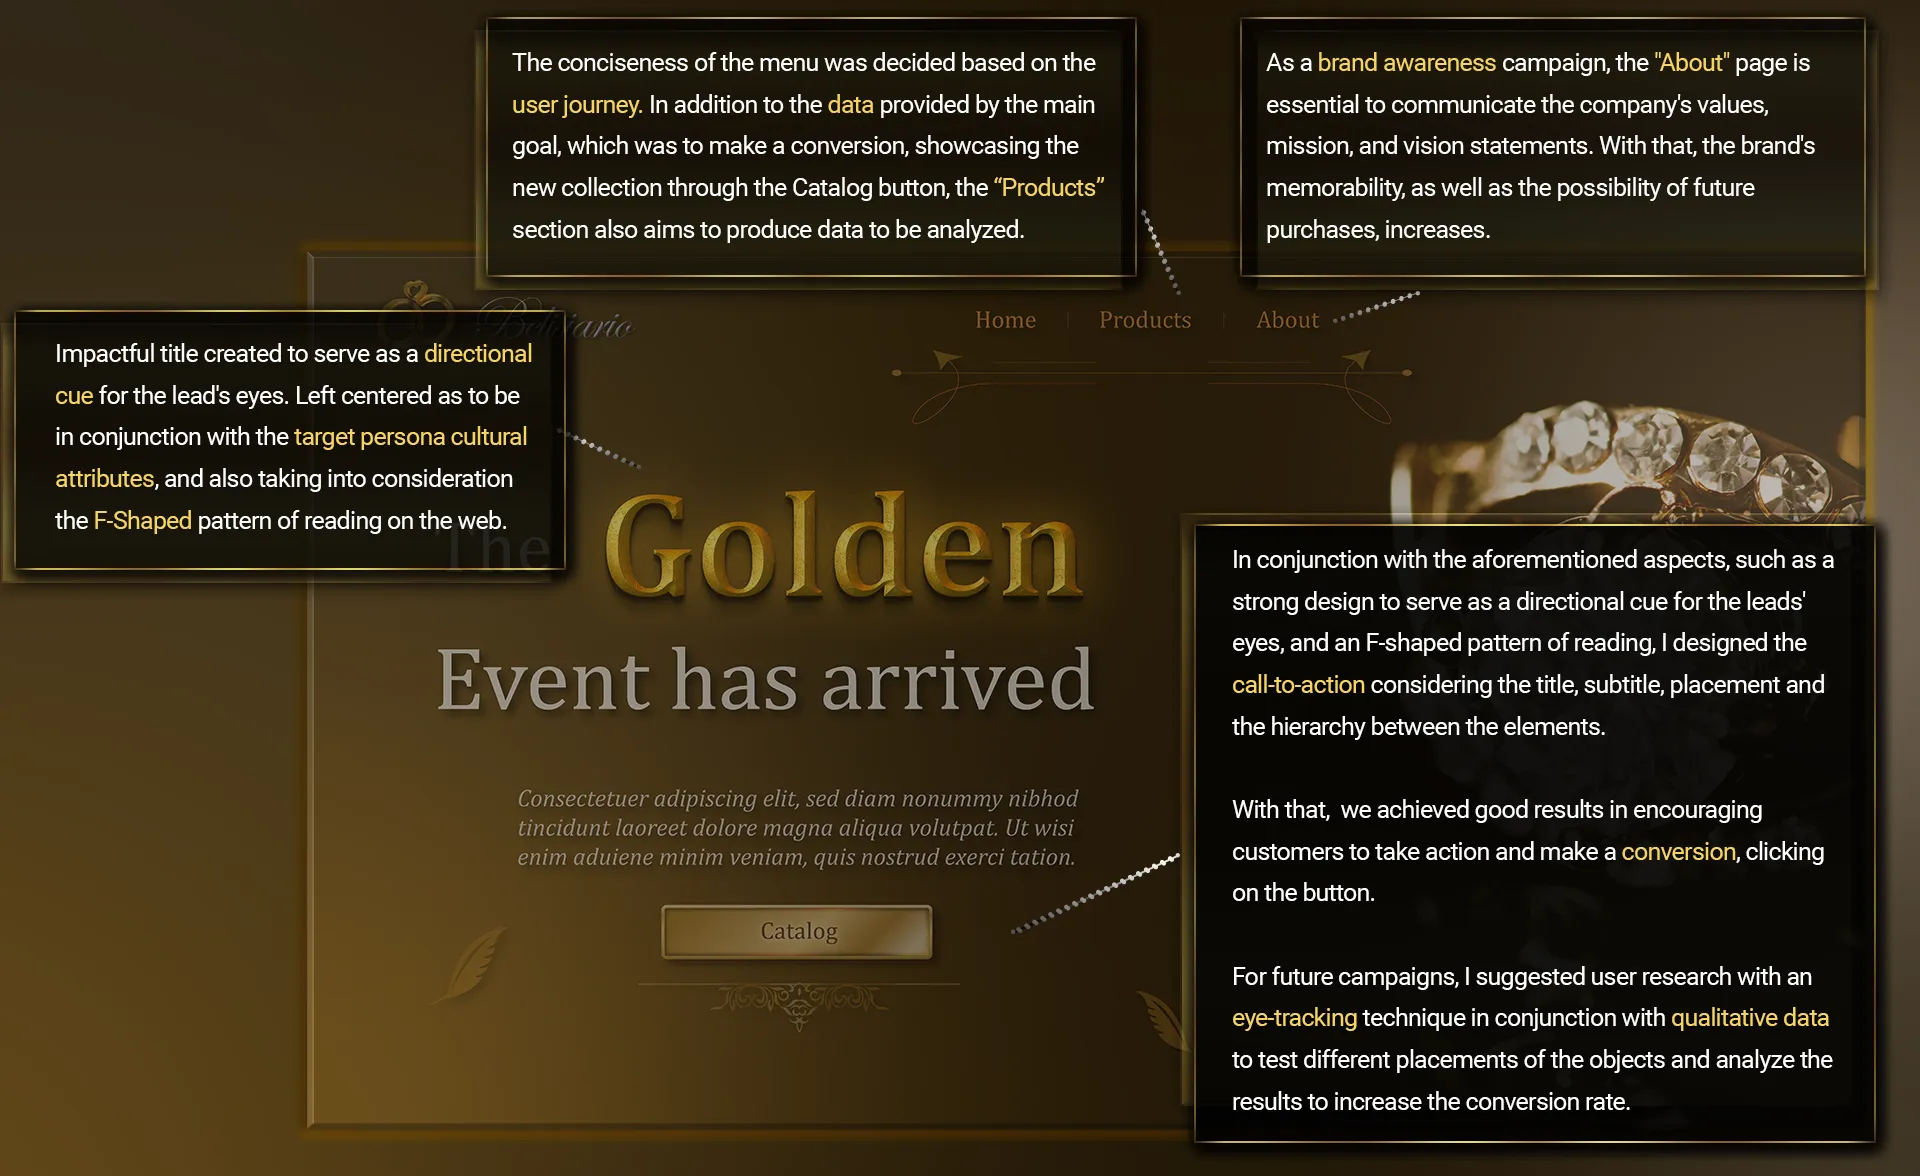 The conciseness of the menu was decided based on the
user journey. In addition to the data provided by the main
goal, which was to make a conversion, showcasing the
new collection through the Catalog button, the “Products”
section also aims to produce data to be analyzed.
As a brand awareness campaign, the "About" page is
essential to communicate the company's values,
mission, and vision statements. With that, the brand's
memorability, as well as the possibility of future
purchases, increases.
Home
Products
About
Impactful title created to serve as a directional
cue for the lead's eyes. Left centered as to be
in conjunction with the target persona cultural
attributes, and also taking into consideration
the F-Shaped pattern of reading on the web.
The Golden
Event has arrived
Consectetuer adipiscing elit, sed diam nonummy nibhod
tincidunt laoreet dolore magna aliqua volutpat. Ut wisi
enim aduiene minim veniam, quis nostrud exerci tation.
Catalog
In conjunction with the aforementioned aspects, such as a
strong design to serve as a directional cue for the leads'
eyes, and an F-shaped pattern of reading, I designed the
call-to-action considering the title, subtitle, placement and
the hierarchy between the elements.
With that,  we achieved good results in encouraging
customers to take action and make a conversion, clicking
on the button.
For future campaigns, I suggested user research with an
eye-tracking technique in conjunction with qualitative data
to test different placements of the objects and analyze the
results to increase the conversion rate.